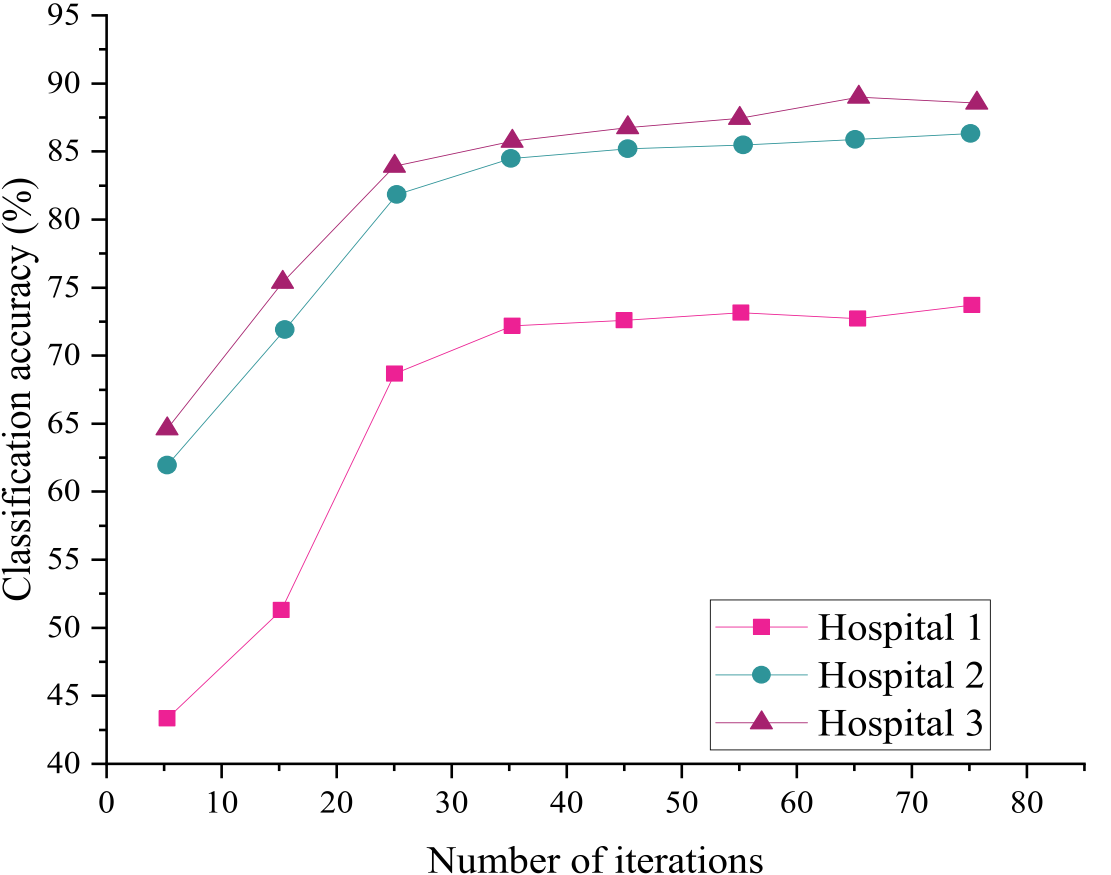 Classification accuracy (%)
95
90
85
80
75
70
65
60
55
50
45
40
0 10 20 30 40 50 60 70 80
Number of iterations
Hospital 1
Hospital 2
Hospital 3